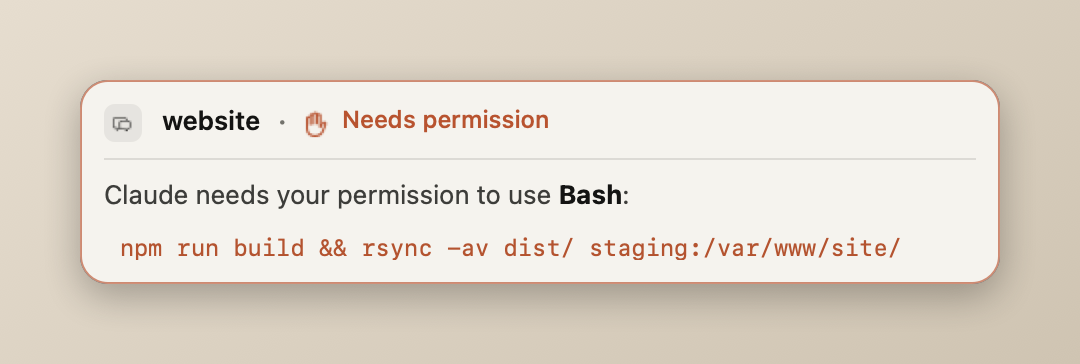 website · Needs permission
Claude needs your permission to use Bash:
npm run build && rsync -av dist/ staging:/var/www/site/